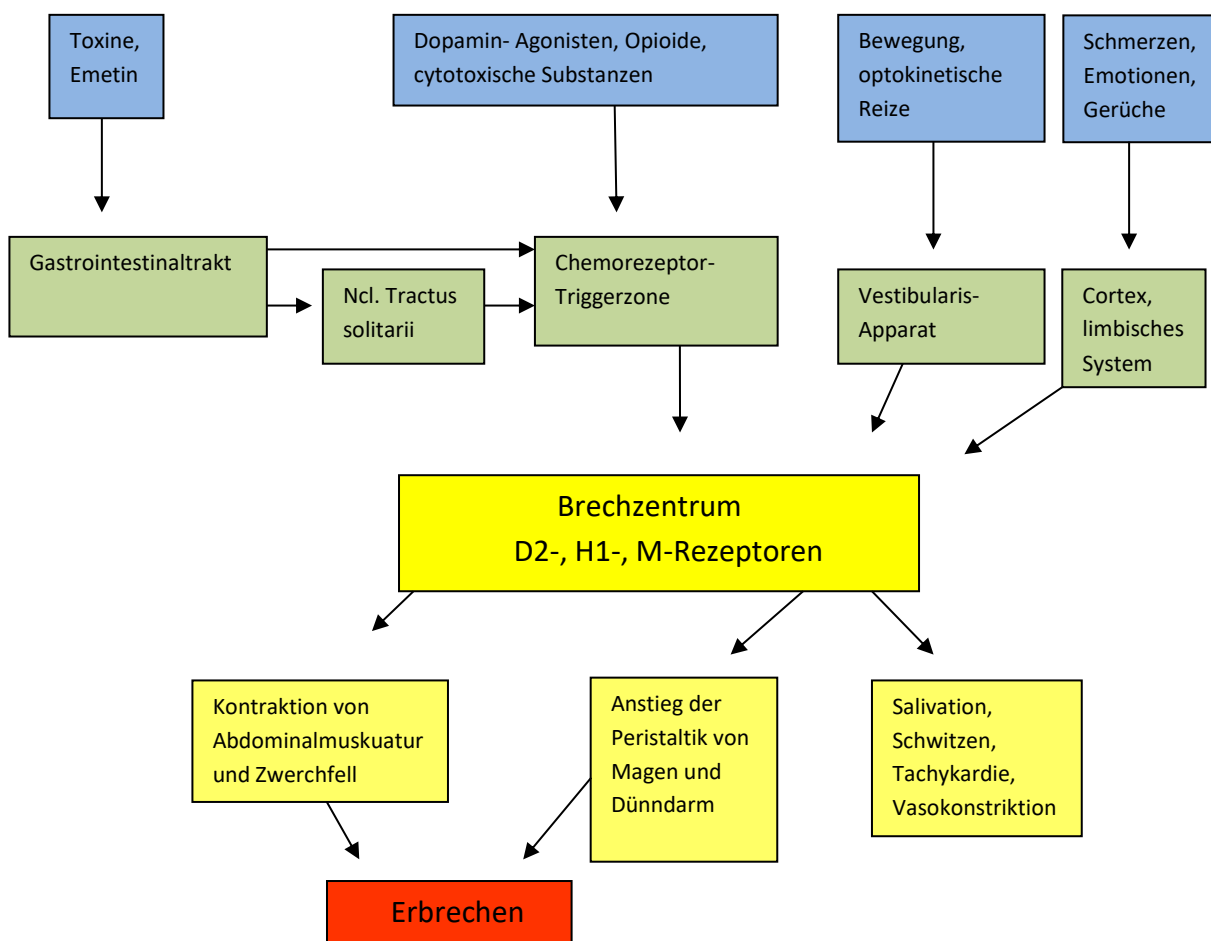 Toxine,
Emetin
Dopamin- Agonisten, Opioide,
cytotoxische Substanzen
Bewegung,
optokinetische
Reize
Schmerzen,
Emotionen,
Gerüche
Gastrointestinaltrakt
Ncl. Tractus
solitarii
Chemorezeptor-
Triggerzone
Vestibularis-
Apparat
Cortex,
limbisches
System
Brechzentrum
D2-, H1-, M-Rezeptoren
Kontraktion von
Abdominalmuskuatur
und Zwerchfell
Anstieg der
Peristaltik von
Magen und
Dünndarm
Salivation,
Schwitzen,
Tachykardie,
Vasokonstriktion
Erbrechen